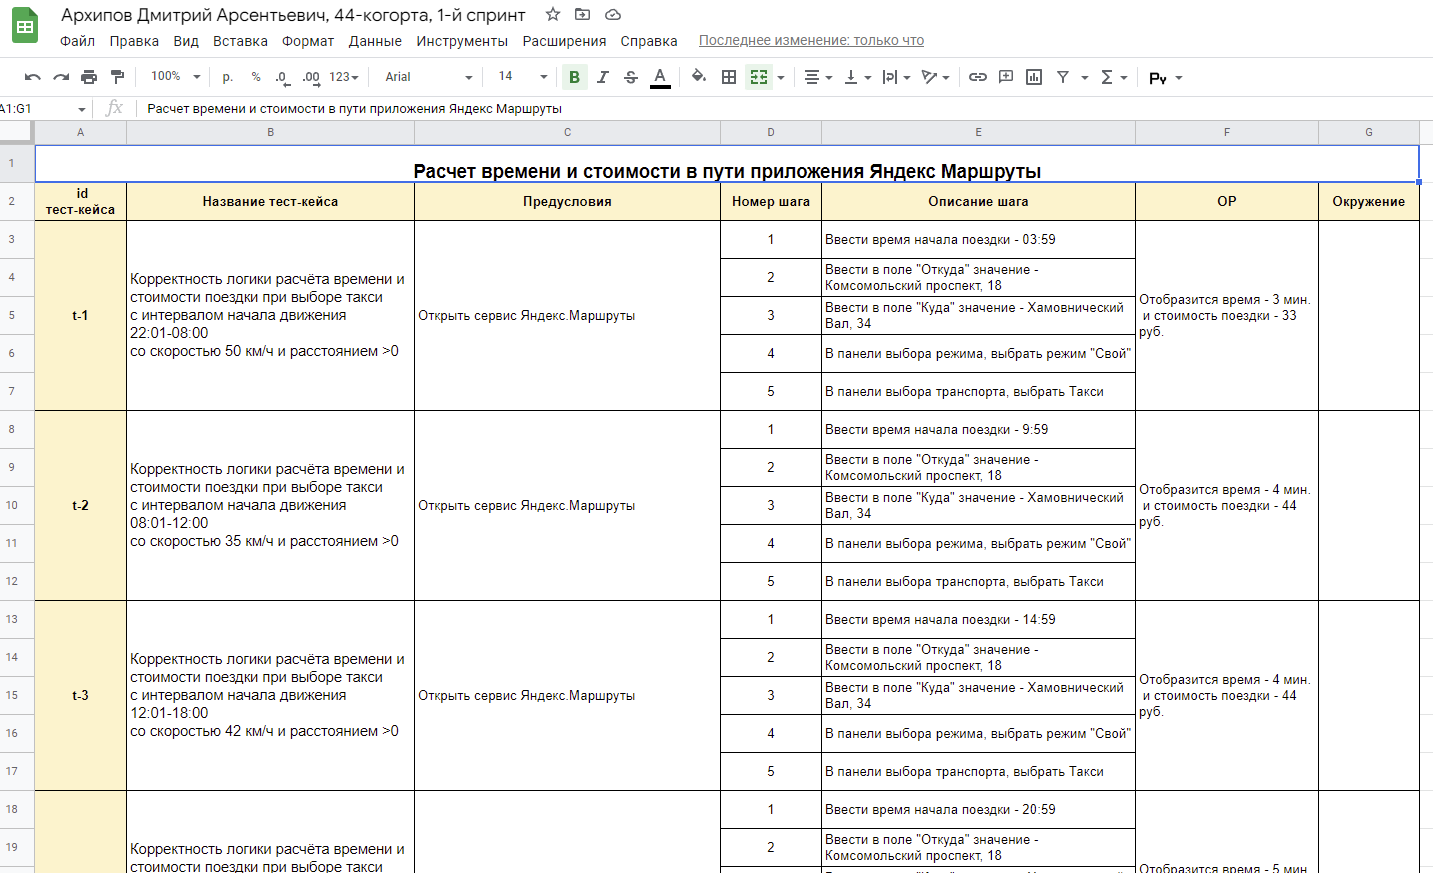 Архипов Дмитрий Арсентьевич, 44-когорта, 1-й спринт
Файл Правка Вид Вставка Формат Данные Инструменты Расширения Справка Последнее изменение: только что
100% р. % .0 .00 123 Arial 14 B I S A Σ Ру
A1:G1 fx Расчет времени и стоимости в пути приложения Яндекс Маршруты
A B C D E F G
1 Расчет времени и стоимости в пути приложения Яндекс Маршруты
2 id
тест-кейса Название тест-кейса Предусловия Номер шага Описание шага ОР Окружение
t-1
Корректность логики расчёта времени и
стоимости поездки при выборе такси
с интервалом начала движения
22:01-08:00
со скоростью 50 км/ч и расстоянием >0
Открыть сервис Яндекс.Маршруты
3 1 Ввести время начала поездки - 03:59
4 2 Ввести в поле "Откуда" значение -
Комсомольский проспект, 18
5 3 Ввести в поле "Куда" значение - Хамовнический
Вал, 34
6 4 В панели выбора режима, выбрать режим "Свой"
7 5 В панели выбора транспорта, выбрать Такси
Отобразится время - 3 мин.
и стоимость поездки - 33
руб.
t-2
Корректность логики расчёта времени и
стоимости поездки при выборе такси
с интервалом начала движения
08:01-12:00
со скоростью 35 км/ч и расстоянием >0
Открыть сервис Яндекс.Маршруты
8 1 Ввести время начала поездки - 9:59
9 2 Ввести в поле "Откуда" значение -
Комсомольский проспект, 18
10 3 Ввести в поле "Куда" значение - Хамовнический
Вал, 34
11 4 В панели выбора режима, выбрать режим "Свой"
12 5 В панели выбора транспорта, выбрать Такси
Отобразится время - 4 мин.
и стоимость поездки - 44
руб.
t-3
Корректность логики расчёта времени и
стоимости поездки при выборе такси
с интервалом начала движения
12:01-18:00
со скоростью 42 км/ч и расстоянием >0
Открыть сервис Яндекс.Маршруты
13 1 Ввести время начала поездки - 14:59
14 2 Ввести в поле "Откуда" значение -
Комсомольский проспект, 18
15 3 Ввести в поле "Куда" значение - Хамовнический
Вал, 34
16 4 В панели выбора режима, выбрать режим "Свой"
17 5 В панели выбора транспорта, выбрать Такси
Отобразится время - 4 мин.
и стоимость поездки - 44
руб.
Корректность логики расчёта времени и
стоимости поездки при выборе такси
18 1 Ввести время начала поездки - 20:59
19 2 Ввести в поле "Откуда" значение -
Комсомольский проспект, 18
Отобразится время - 5 мин.